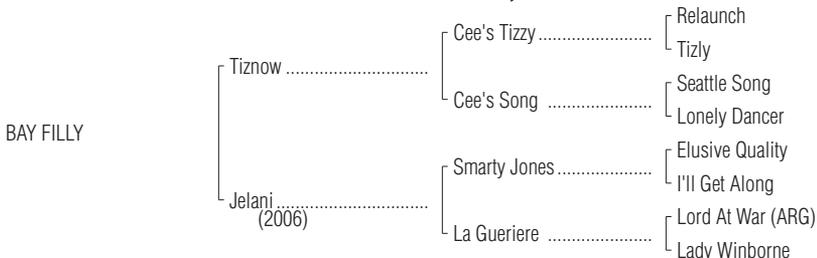 Relaunch
Cee's Tizzy
Tizly
Tiznow
Seattle Song
Cee's Song
Lonely Dancer
BAY FILLY
Elusive Quality
Smarty Jones
I'll Get Along
Jelani
(2006)
Lord At War (ARG)
La Gueriere
Lady Winborne